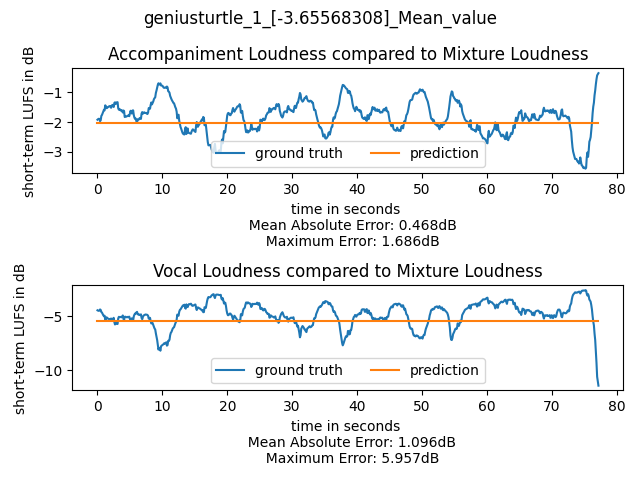 geniusturtle_1_[-3.65568308]_Mean_value
Accompaniment Loudness compared to Mixture Loudness
short-term LUFS in dB
−1
−2
−3
ground truth
prediction
0 10 20 30 40 50 60 70 80
time in seconds
Mean Absolute Error: 0.468dB
Maximum Error: 1.686dB
Vocal Loudness compared to Mixture Loudness
short-term LUFS in dB
−5
−10
ground truth
prediction
0 10 20 30 40 50 60 70 80
time in seconds
Mean Absolute Error: 1.096dB
Maximum Error: 5.957dB